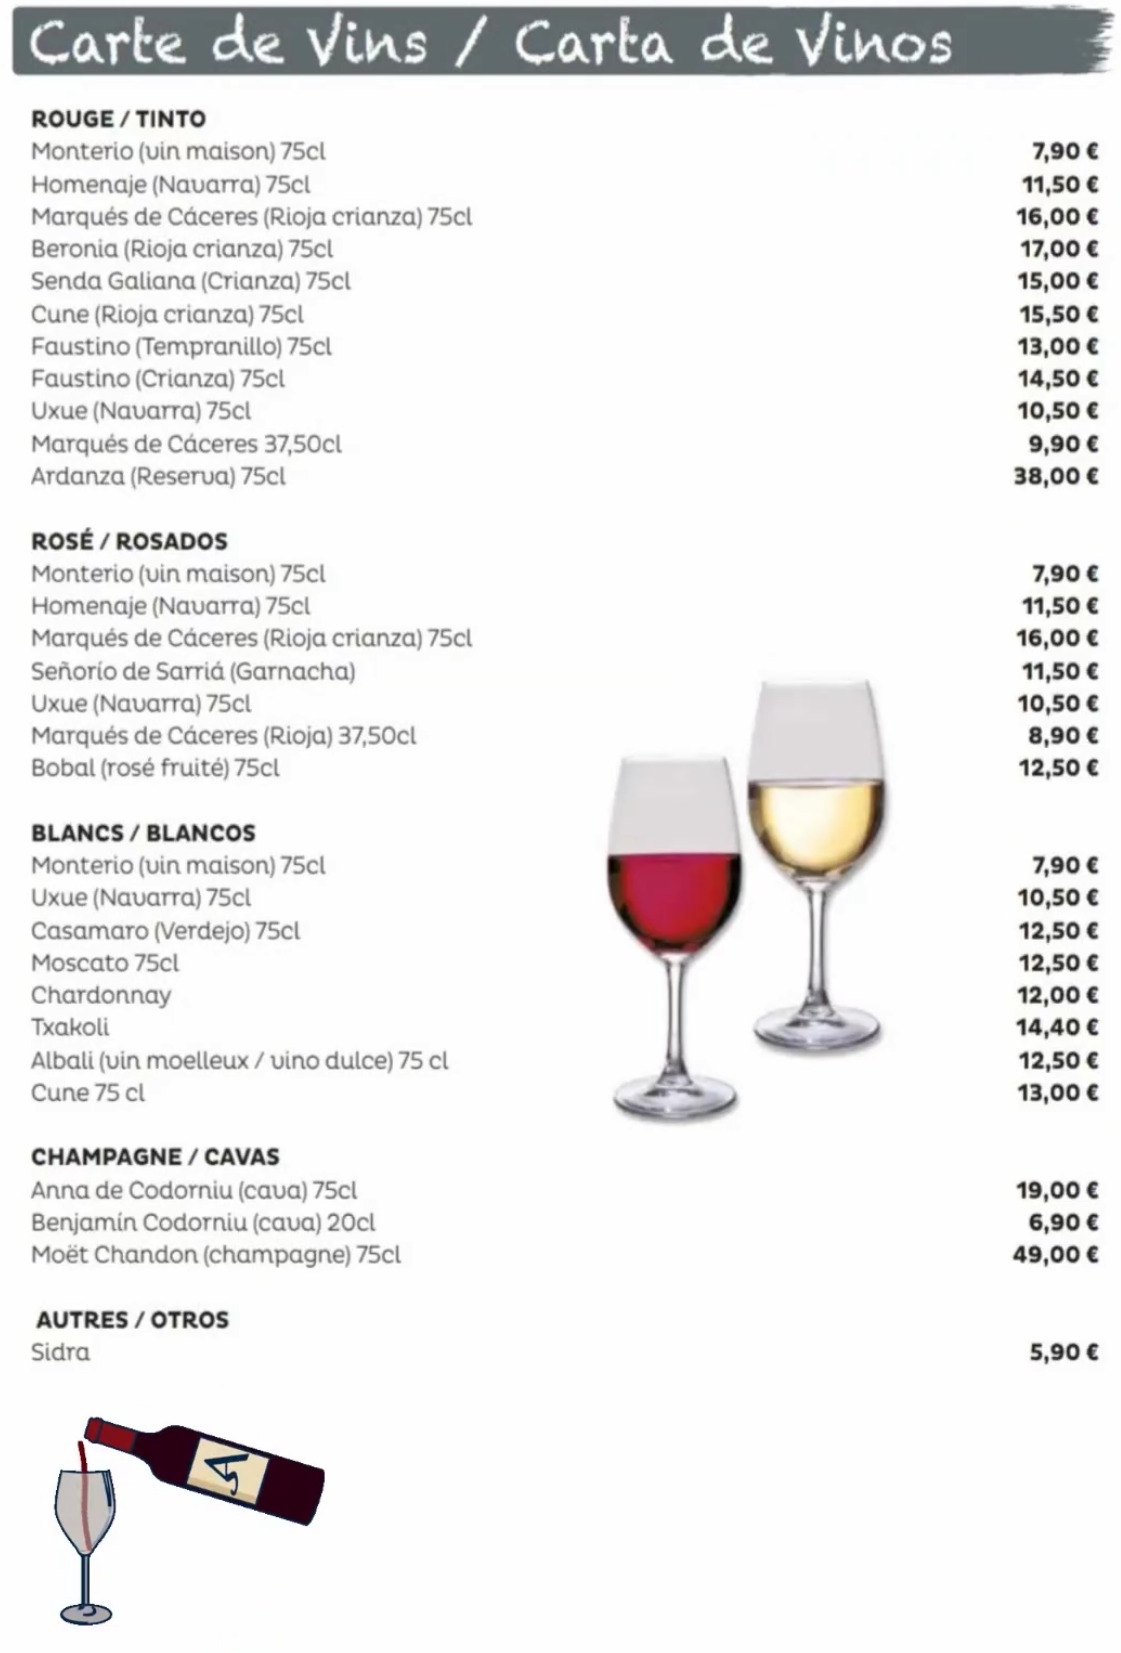 Carte de Vins / Carta de Vinos
ROUGE / TINTO
Monterio (vin maison) 75cl 7,90 €
Homenaje (Navarra) 75cl 11,50 €
Marqués de Cáceres (Rioja crianza) 75cl 16,00 €
Beronia (Rioja crianza) 75cl 17,00 €
Senda Galiana (Crianza) 75cl 15,00 €
Cune (Rioja crianza) 75cl 15,50 €
Faustino (Tempranillo) 75cl 13,00 €
Faustino (Crianza) 75cl 14,50 €
Uxue (Navarra) 75cl 10,50 €
Marqués de Cáceres 37,50cl 9,90 €
Ardanza (Reserva) 75cl 38,00 €
ROSÉ / ROSADOS
Monterio (vin maison) 75cl 7,90 €
Homenaje (Navarra) 75cl 11,50 €
Marqués de Cáceres (Rioja crianza) 75cl 16,00 €
Señorío de Sarriá (Garnacha) 11,50 €
Uxue (Navarra) 75cl 10,50 €
Marqués de Cáceres (Rioja) 37,50cl 8,90 €
Bobal (rosé fruité) 75cl 12,50 €
BLANCS / BLANCOS
Monterio (vin maison) 75cl 7,90 €
Uxue (Navarra) 75cl 10,50 €
Casamaro (Verdejo) 75cl 12,50 €
Moscato 75cl 12,50 €
Chardonnay 12,00 €
Txakoli 14,40 €
Albali (vin moelleux / vino dulce) 75 cl 12,50 €
Cune 75 cl 13,00 €
CHAMPAGNE / CAVAS
Anna de Codorniu (cava) 75cl 19,00 €
Benjamín Codorniu (cava) 20cl 6,90 €
Moët Chandon (champagne) 75cl 49,00 €
AUTRES / OTROS
Sidra 5,90 €